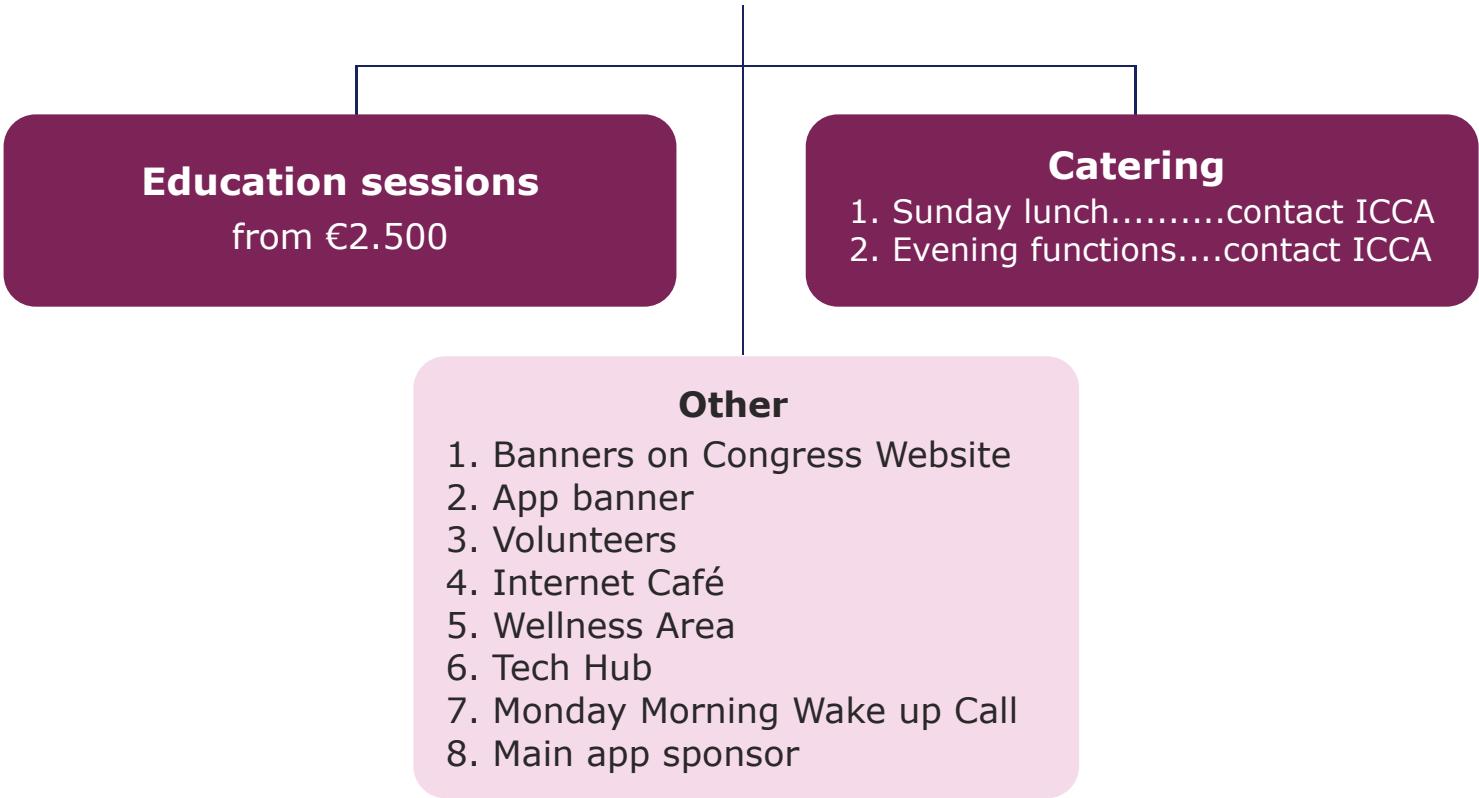 Education sessions
from €2.500
Catering
1. Sunday lunch..........contact ICCA
2. Evening functions....contact ICCA
Other
1. Banners on Congress Website
2. App banner
3. Volunteers
4. Internet Café
5. Wellness Area
6. Tech Hub
7. Monday Morning Wake up Call
8. Main app sponsor